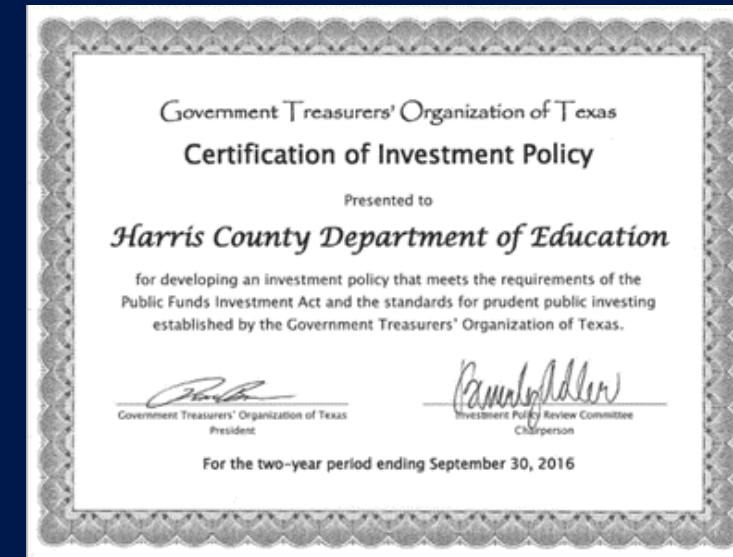 Government Treasurers' Organization of Texas
Certification of Investment Policy
Presented to
Harris County Department of Education
for developing an investment policy that meets the requirements of the
Public Funds Investment Act and the standards for prudent public investing
established by the Government Treasurers' Organization of Texas.
Beverly Adler
Government Treasurers' Organization of Texas
Investment Policy Review Committee
President
Chairperson
For the two-year period ending September 30, 2016